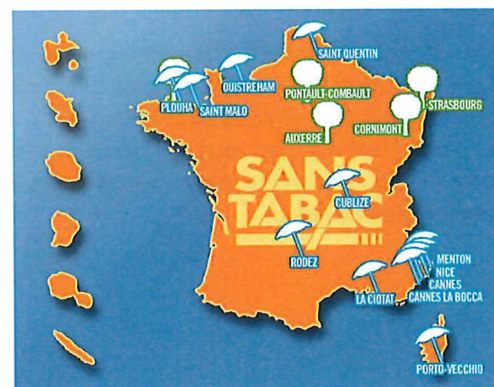 SAINT QUENTIN
OUISTREHAM
PLOUHA
SAINT MALO
PONTAULT-COMBAULT
STRASBOURG
AUXERRE
CORNIMONT
SANS
TABAC
CUBLIZE
RODEZ
MENTON
NICE
CANNES
LA CIOTAT
CANNES LA BOCCA
PORTO-VECCHIO